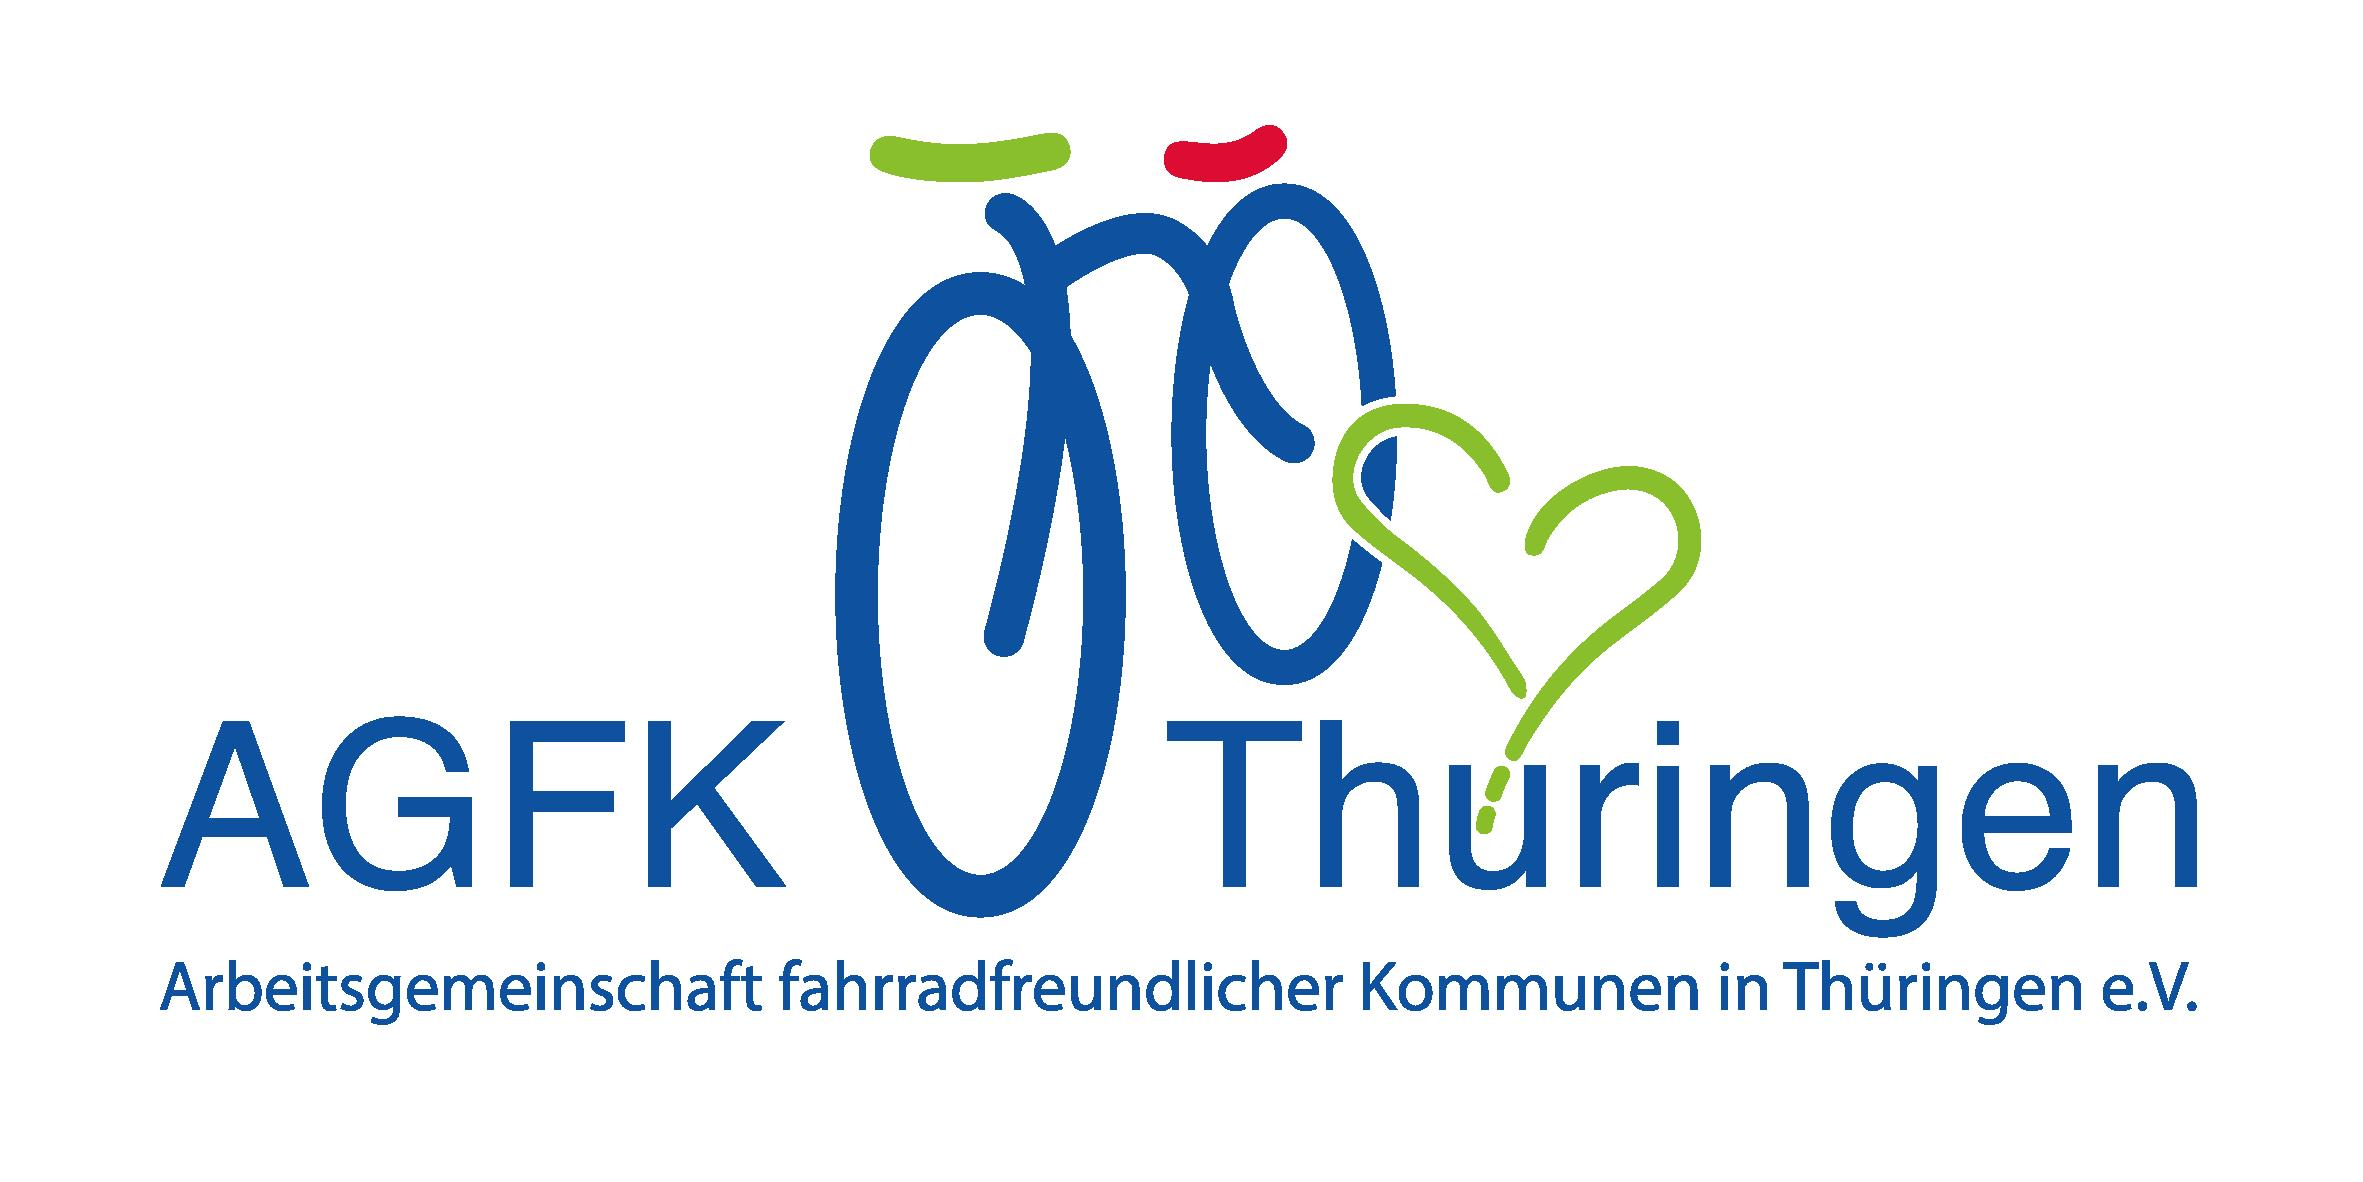 AGFK Thüringen
Arbeitsgemeinschaft fahrradfreundlicher Kommunen in Thüringen e.V.